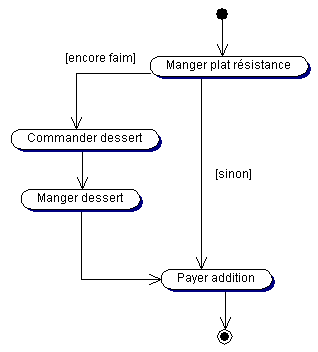 [encore faim]
Manger plat résistance
Commander dessert
[sinon]
Manger dessert
Payer addition